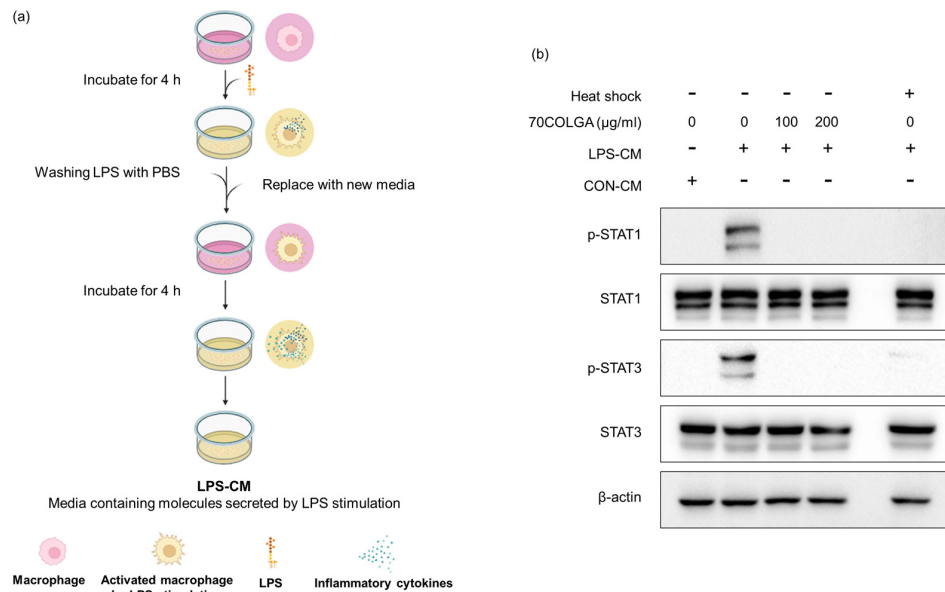 (a)
Incubate for 4 h
Washing LPS with PBS
Replace with new media
Incubate for 4 h
LPS-CM
Media containing molecules secreted by LPS stimulation
Macrophage
Activated macrophage
LPS
Inflammatory cytokines
(b)
Heat shock - - - - +
70COLGA (µg/ml) 0 0 100 200 0
LPS-CM - + + + +
CON-CM + - - - -
p-STAT1
STAT1
p-STAT3
STAT3
β-actin